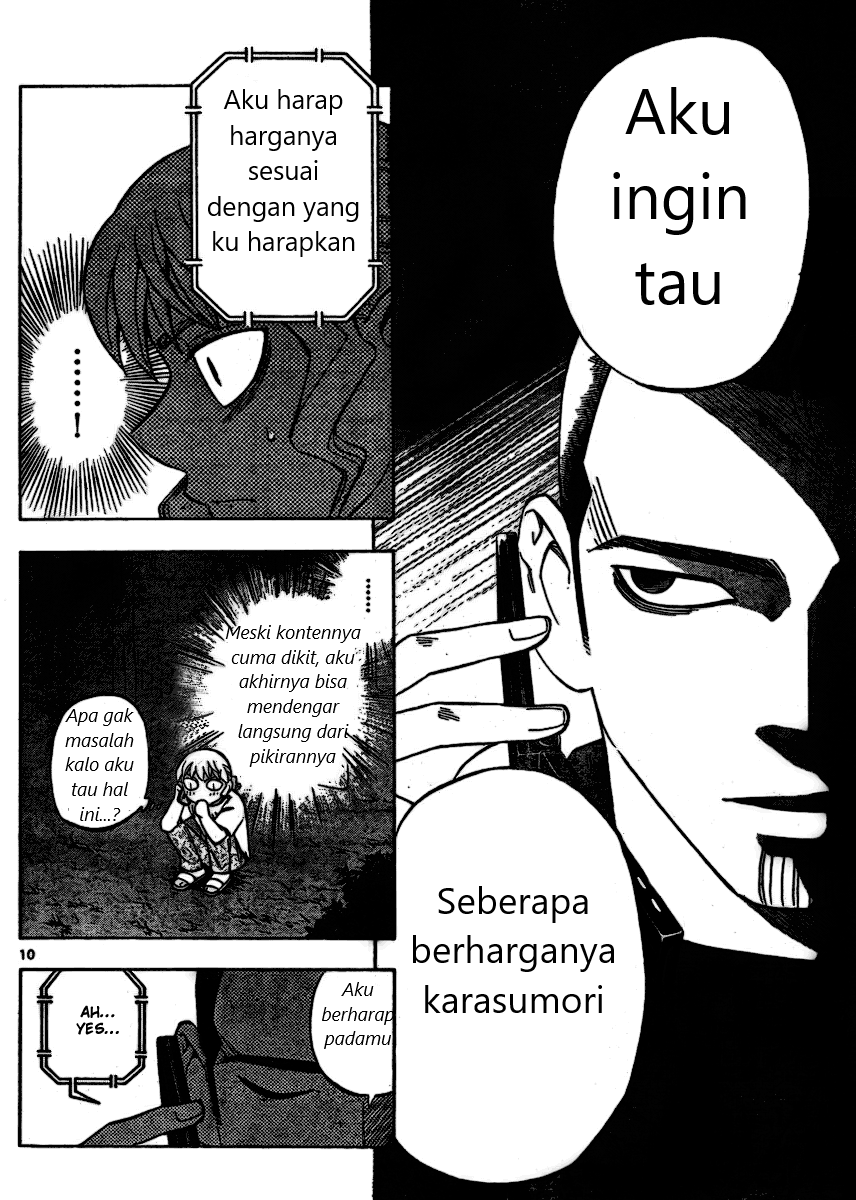 Aku
ingin
tau
Aku harap
harganya
sesuai
dengan yang
ku harapkan
.......!
......
Meski kontennya
cuma dikit, aku
akhirnya bisa
mendengar
langsung dari
pikirannya
Apa gak
masalah
kalo aku
tau hal
ini...?
Seberapa
berharganya
karasumori
10
Aku
berharap
padamu
AH...
YES...